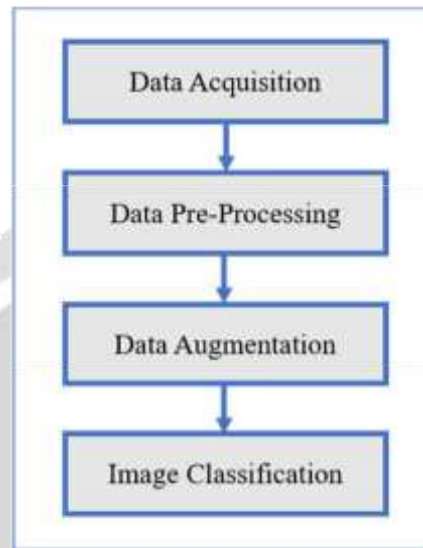 Data Acquisition
Data Pre-Processing
Data Augmentation
Image Classification